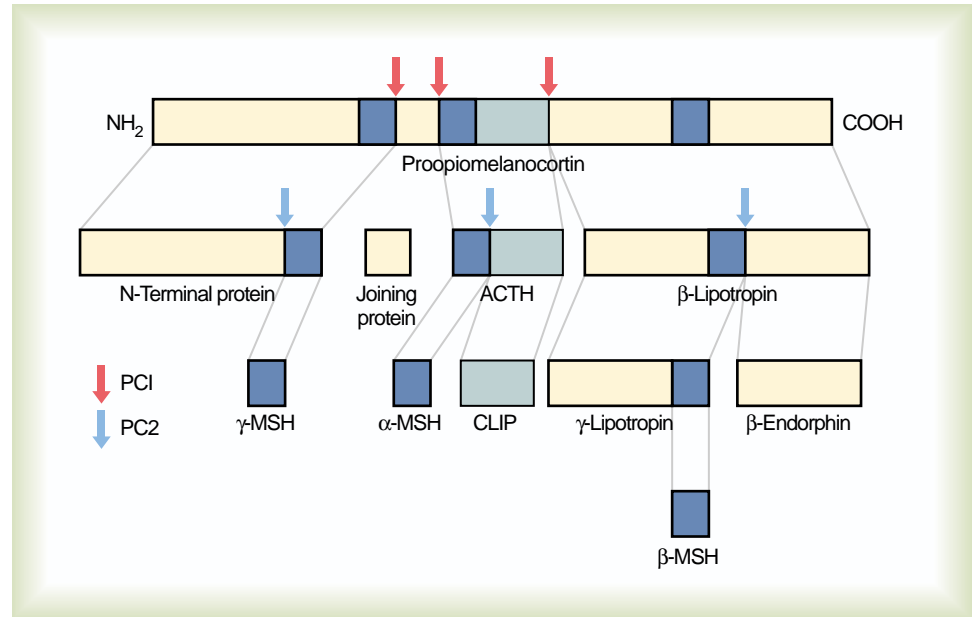 NH₂
COOH
Proopiomelanocortin
N-Terminal protein
Joining
protein
ACTH
β-Lipotropin
PCI
PC2
γ-MSH
α-MSH
CLIP
γ-Lipotropin
β-Endorphin
β-MSH